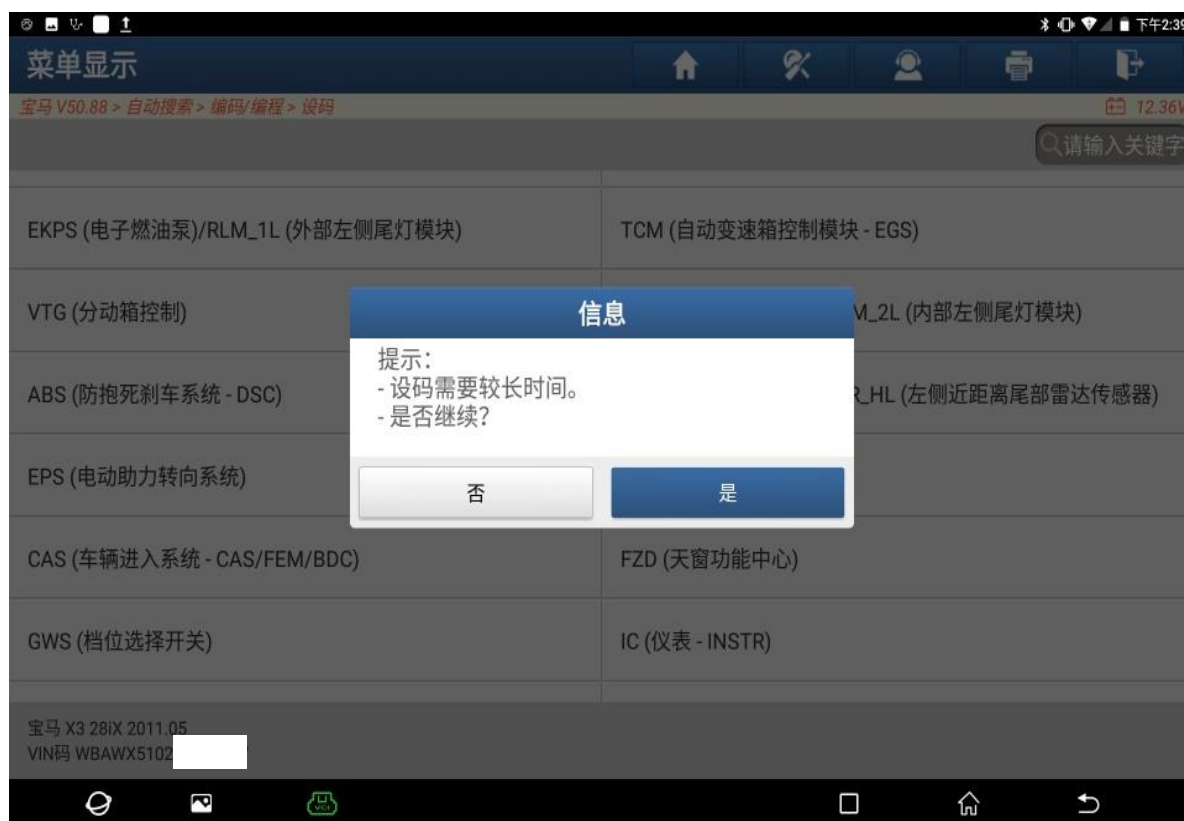 下午2:39
菜单显示
宝马 V50.88 > 自动搜索 > 编码/编程 > 设码
12.36V
请输入关键字
EKPS (电子燃油泵)/RLM_1L (外部左侧尾灯模块)
TCM (自动变速箱控制模块 - EGS)
VTG (分动箱控制)
M_2L (内部左侧尾灯模块)
信息
提示：
- 设码需要较长时间。
- 是否继续？
ABS (防抱死刹车系统 - DSC)
R_HL (左侧近距离尾部雷达传感器)
EPS (电动助力转向系统)
否
是
CAS (车辆进入系统 - CAS/FEM/BDC)
FZD (天窗功能中心)
GWS (档位选择开关)
IC (仪表 - INSTR)
宝马 X3 28iX 2011.05
VIN码 WBAWX5102
VCI